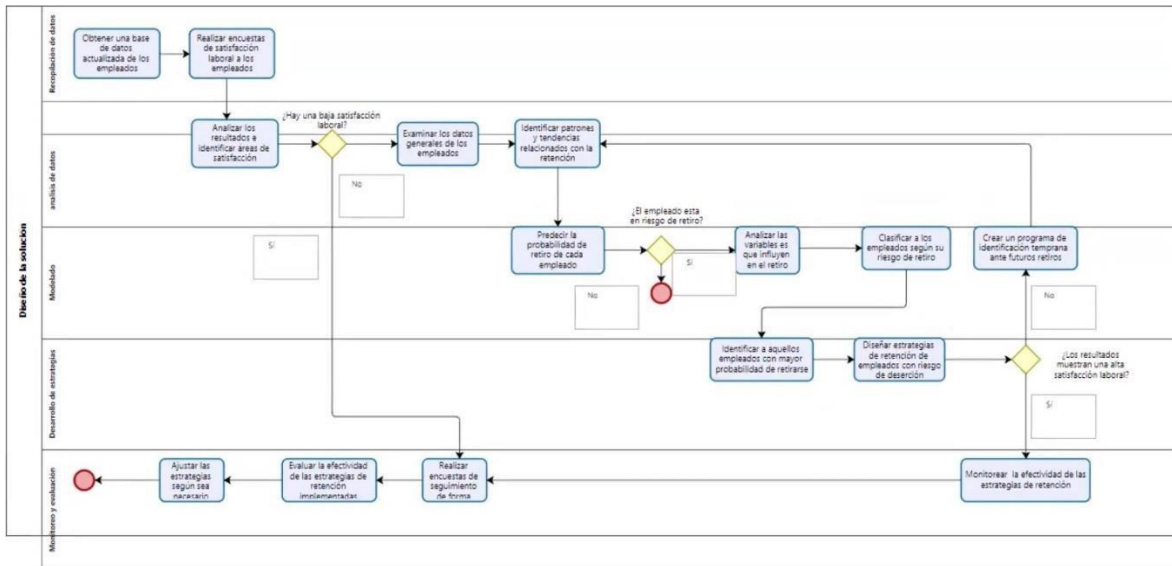 Diseño de la solucion
Recopilación de datos
Obtener una base
de datos
actualizada de los
empleados
Realizar encuestas
de satisfacción
laboral a los
empleados
analisis de datos
Analizar los
resultados e
identificar áreas de
satisfacción
¿Hay una baja satisfacción
laboral?
Examinar los datos
generales de los
empleados
Identificar patrones
y tendencias
relacionados con la
retención
No
Sí
Modelado
Predecir la
probabilidad de
retiro de cada
empleado
¿El empleado esta
en riesgo de retiro?
Analizar las
variables es
que influyen
en el retiro
Clasificar a los
empleados según su
riesgo de retiro
Crear un programa de
identificación temprana
ante futuros retiros
Sí
No
No
Desarrollo de estrategias
Identificar a aquellos
empleados con mayor
probabilidad de retirarse
Diseñar estrategias
de retención de
empleados con riesgo
de deserción
¿Los resultados
muestran una alta
satisfacción laboral?
Sí
Monitoreo y evaluación
Ajustar las
estrategias
según sea
necesario
Evaluar la efectividad
de las estrategias de
retención
implementadas
Realizar
encuestas de
seguimiento
de forma
Monitorear la efectividad de las
estrategias de retención